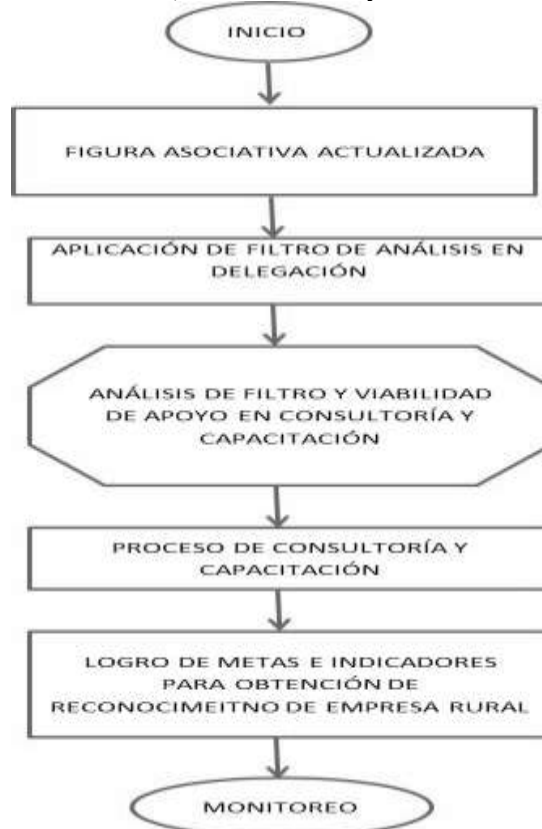 INICIO
FIGURA ASOCIATIVA ACTUALIZADA
APLICACIÓN DE FILTRO DE ANÁLISIS EN
DELEGACIÓN
ANÁLISIS DE FILTRO Y VIABILIDAD
DE APOYO EN CONSULTORÍA Y
CAPACITACIÓN
PROCESO DE CONSULTORÍA Y
CAPACITACIÓN
LOGRO DE METAS E INDICADORES
PARA OBTENCIÓN DE
RECONOCIMEITNO DE EMPRESA RURAL
MONITOREO